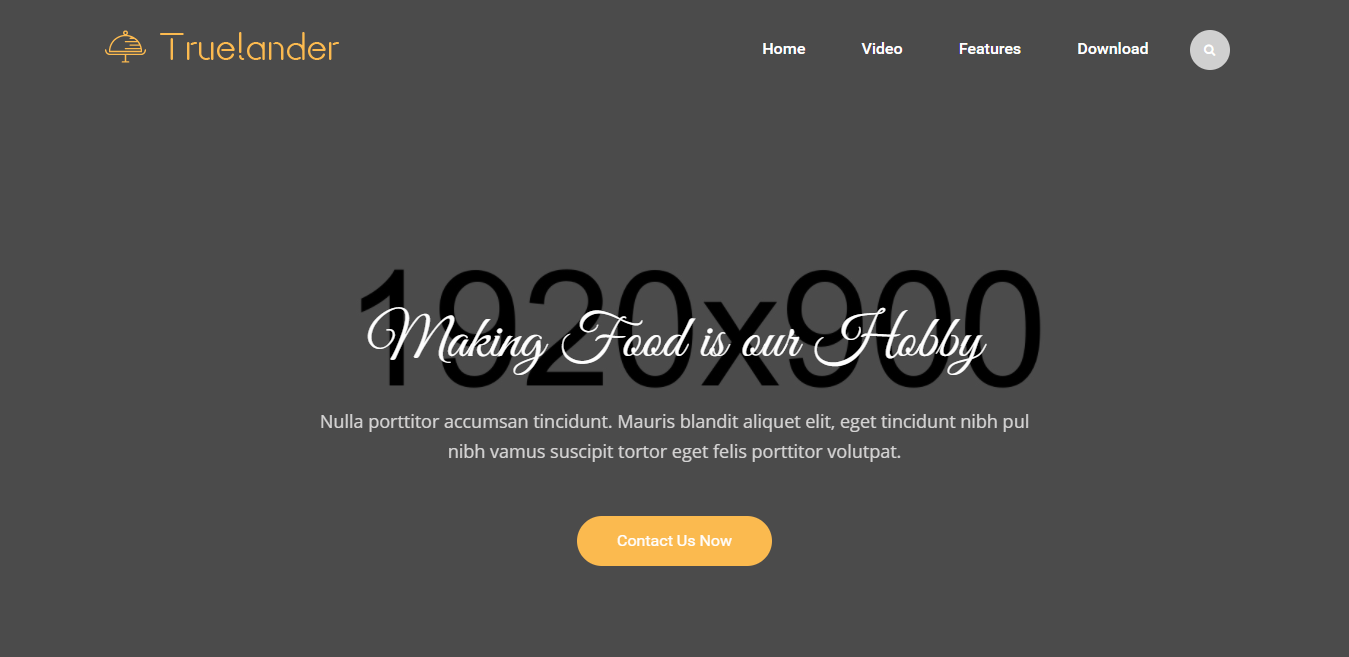 Truelander
Home Video Features Download
1920x900
Making Food is our Hobby
Nulla porttitor accumsan tincidunt. Mauris blandit aliquet elit, eget tincidunt nibh pul
nibh vamus suscipit tortor eget felis porttitor volutpat.
Contact Us Now